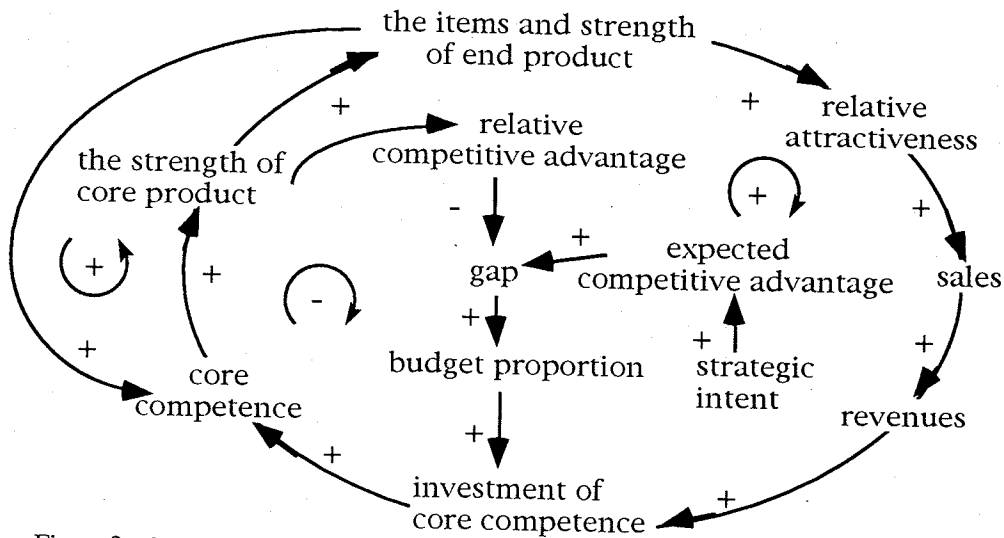 the items and strength
of end product
+
+
relative
attractiveness
relative
competitive advantage
the strength of
core product
+
-
+
+
expected
competitive advantage
+
+
-
gap
sales
+
+
+
+
budget proportion
strategic
intent
+
core
competence
revenues
+
+
investment of
core competence
+